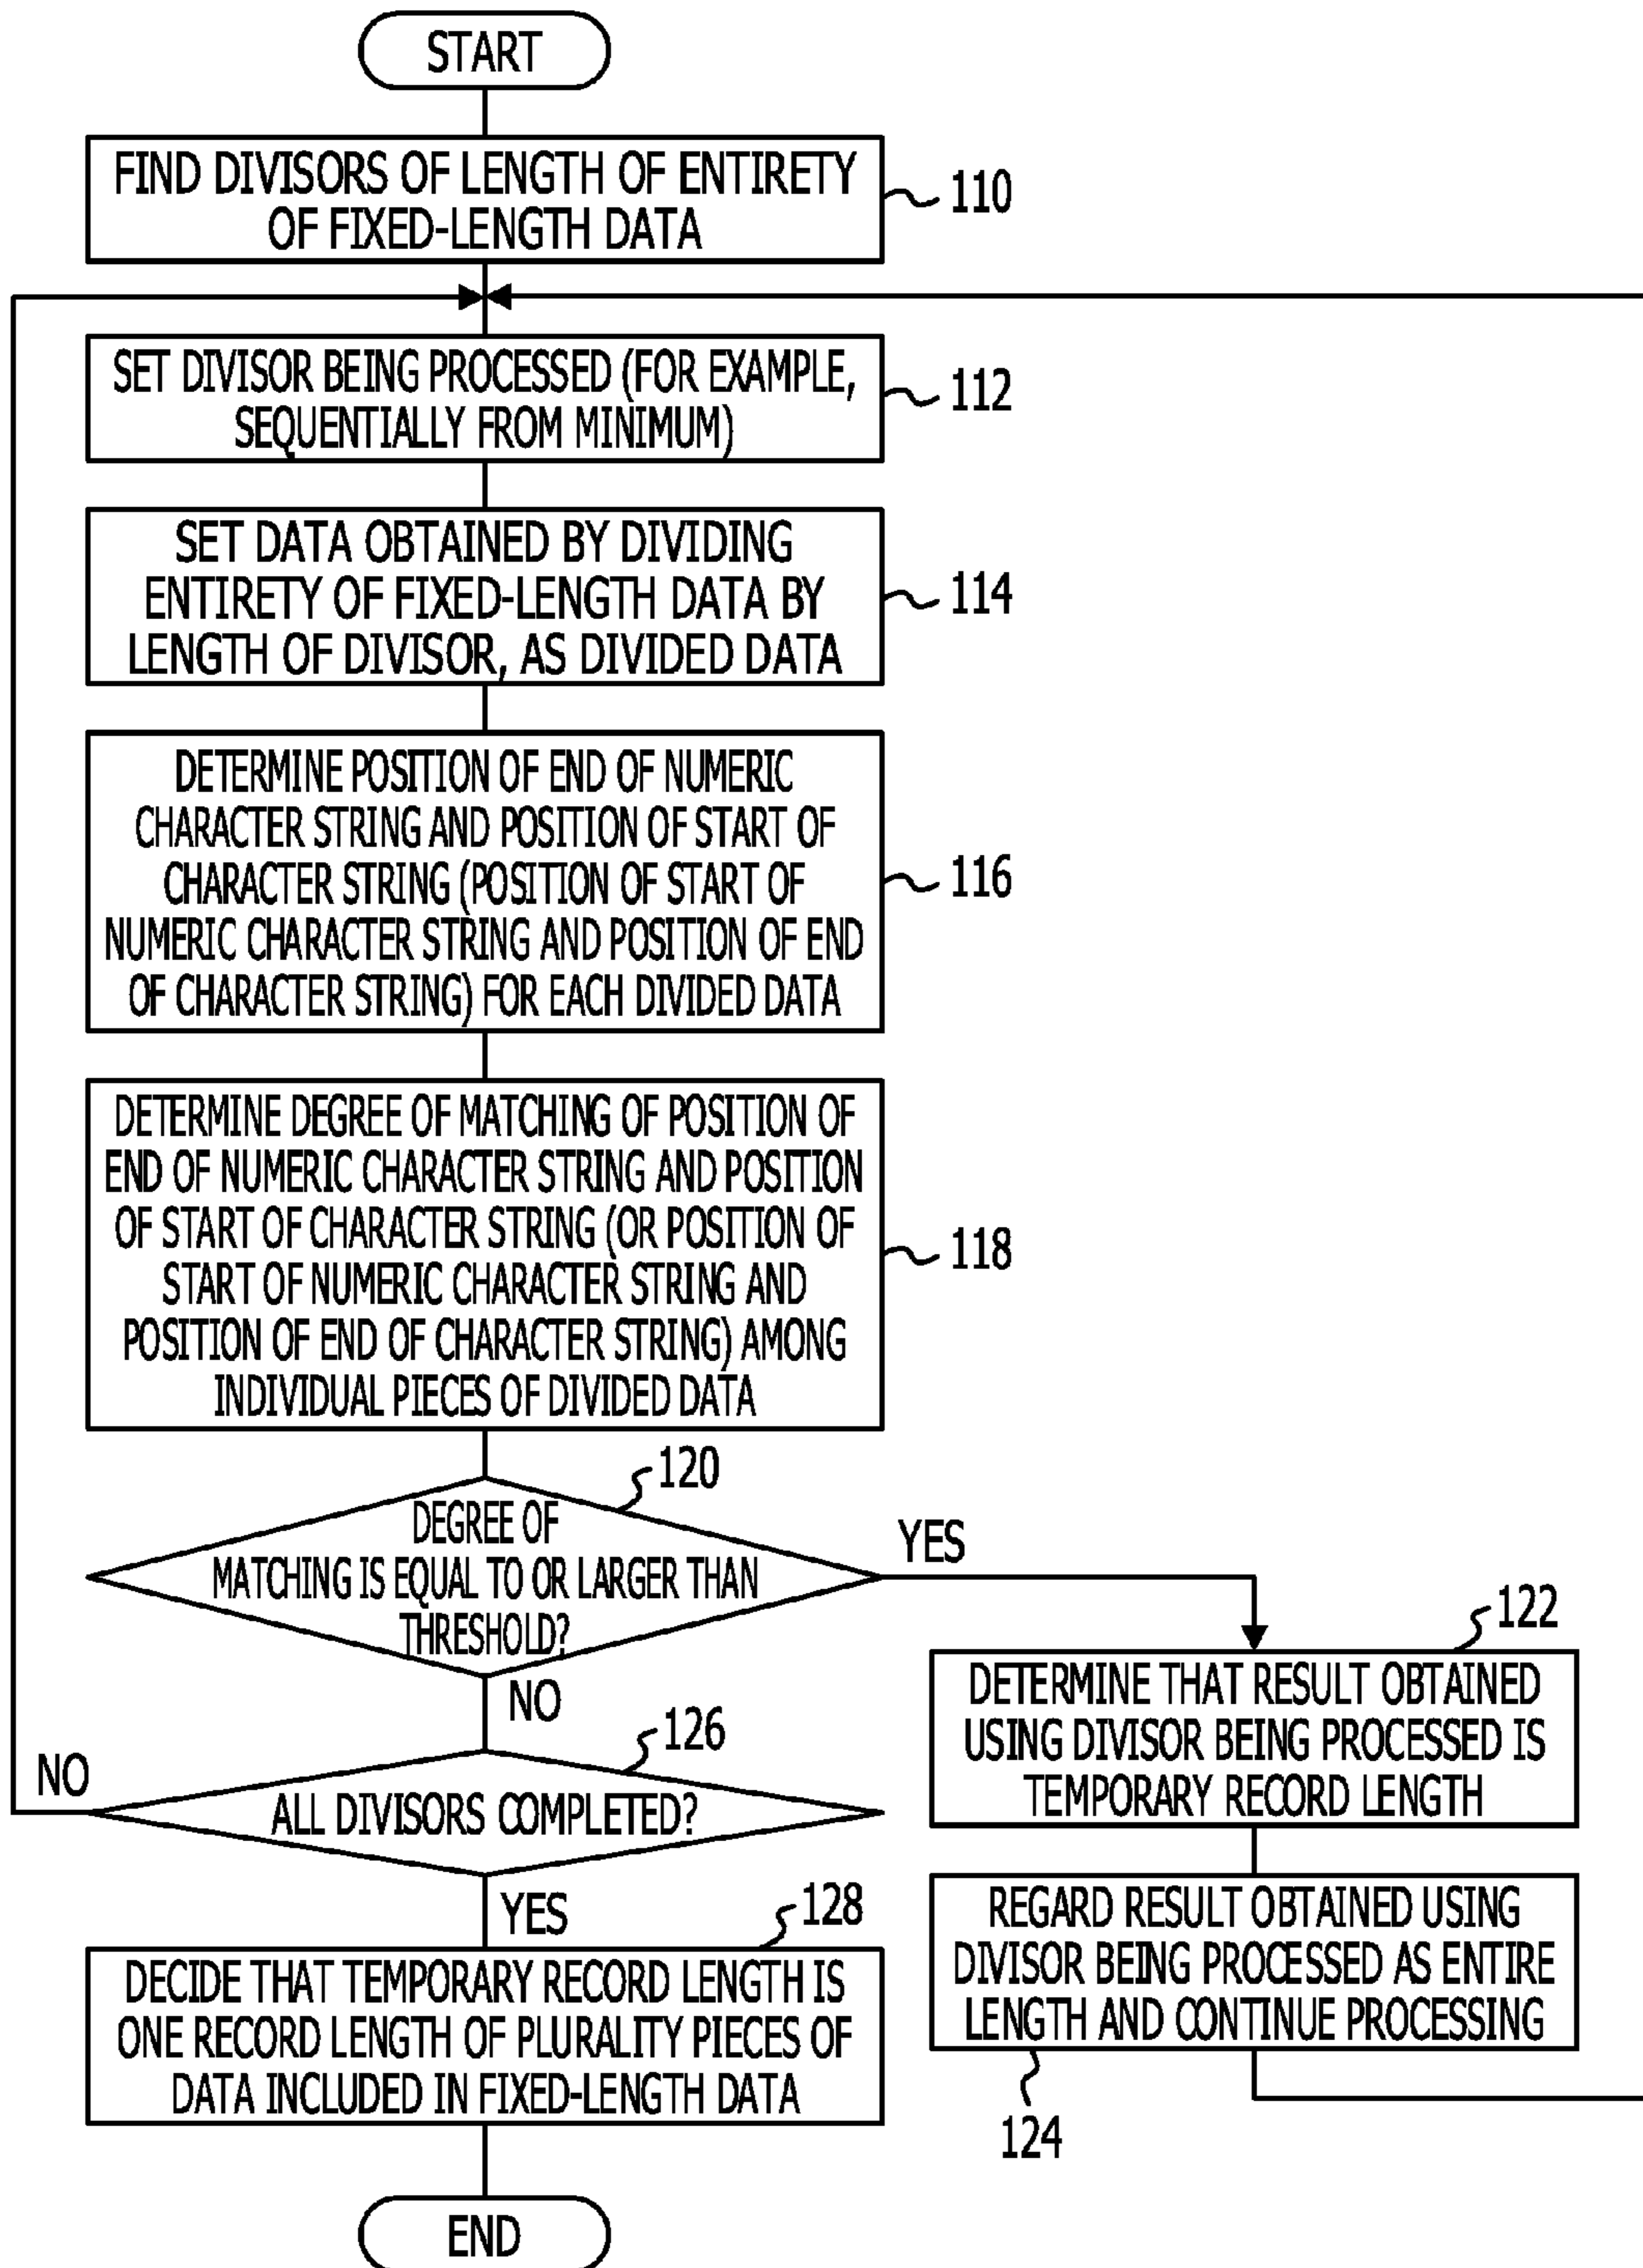 START
FIND DIVISORS OF LENGTH OF ENTIRETY
OF FIXED-LENGTH DATA
110
SET DIVISOR BEING PROCESSED (FOR EXAMPLE,
SEQUENTIALLY FROM MINIMUM)
112
SET DATA OBTAINED BY DIVIDING
ENTIRETY OF FIXED-LENGTH DATA BY
LENGTH OF DIVISOR, AS DIVIDED DATA
114
DETERMINE POSITION OF END OF NUMERIC
CHARACTER STRING AND POSITION OF START OF
CHARACTER STRING (POSITION OF START OF
NUMERIC CHARACTER STRING AND POSITION OF END
OF CHARACTER STRING) FOR EACH DIVIDED DATA
116
DETERMINE DEGREE OF MATCHING OF POSITION OF
END OF NUMERIC CHARACTER STRING AND POSITION
OF START OF CHARACTER STRING (OR POSITION OF
START OF NUMERIC CHARACTER STRING AND
POSITION OF END OF CHARACTER STRING) AMONG
INDIVIDUAL PIECES OF DIVIDED DATA
118
120
DEGREE OF
MATCHING IS EQUAL TO OR LARGER THAN
THRESHOLD?
YES
NO
122
DETERMINE THAT RESULT OBTAINED
USING DIVISOR BEING PROCESSED IS
TEMPORARY RECORD LENGTH
REGARD RESULT OBTAINED USING
DIVISOR BEING PROCESSED AS ENTIRE
LENGTH AND CONTINUE PROCESSING
124
126
ALL DIVISORS COMPLETED?
NO
YES
128
DECIDE THAT TEMPORARY RECORD LENGTH IS
ONE RECORD LENGTH OF PLURALITY PIECES OF
DATA INCLUDED IN FIXED-LENGTH DATA
END